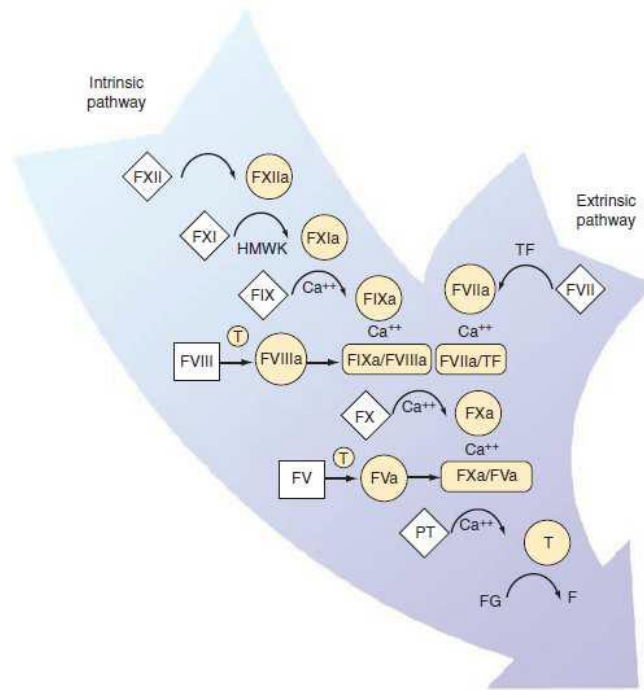 Intrinsic
pathway
FXII
FXIIa
Extrinsic
pathway
FXI
HMWK
FXIa
TF
FIX
Ca++
FIXa
FVIIa
FVII
Ca++
Ca++
T
FVIII
FVIIIa
FIXa/FVIIIa
FVIIa/TF
FX
Ca++
FXa
Ca++
T
FV
FVa
FXa/FVa
PT
Ca++
T
FG
F